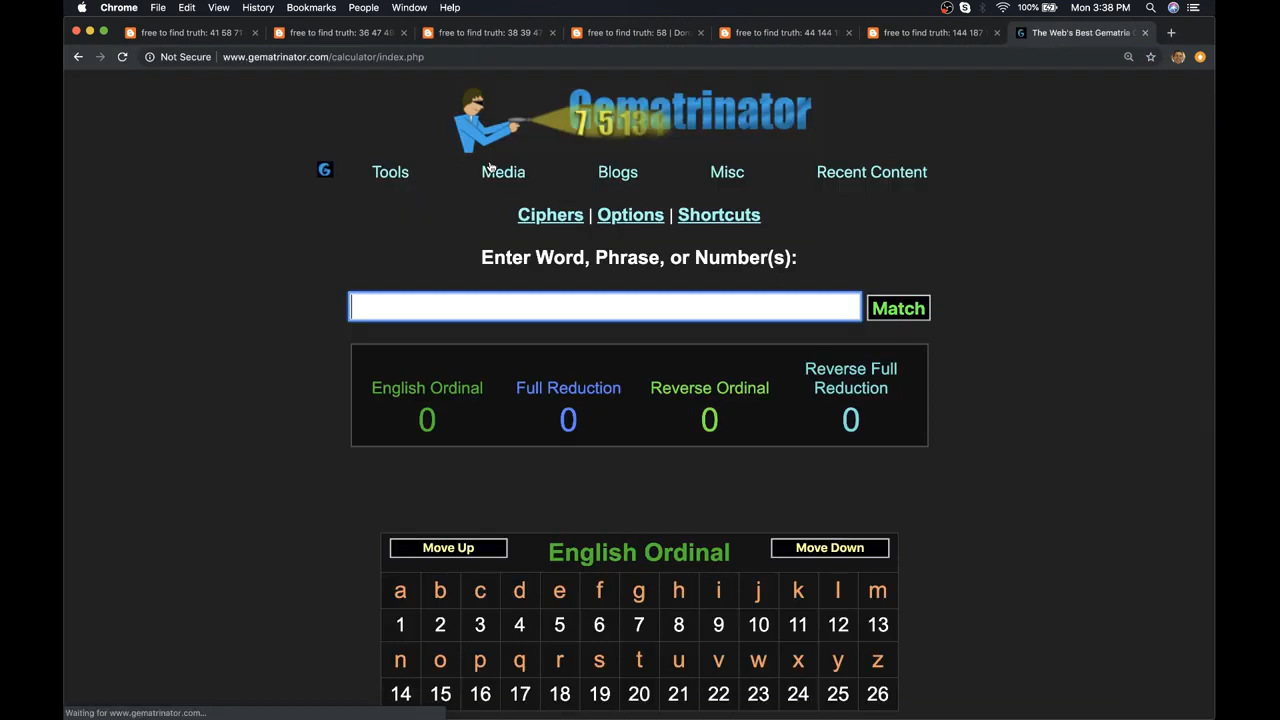 Chrome File Edit View History Bookmarks People Window Help 100% Mon 3:38 PM
free to find truth: 41 58 71 free to find truth: 36 47 49 free to find truth: 38 39 47 free to find truth: 58 | Don free to find truth: 44 144 1 free to find truth: 144 187 The Web's Best Gematria
Not Secure www.gematrinator.com/calculator/index.php
Gematrinator
7 5 13
G Tools Media Blogs Misc Recent Content
Ciphers | Options | Shortcuts
Enter Word, Phrase, or Number(s):
Match
English Ordinal Full Reduction Reverse Ordinal Reverse Full Reduction
0 0 0 0
Move Up English Ordinal Move Down
a b c d e f g h i j k l m
1 2 3 4 5 6 7 8 9 10 11 12 13
n o p q r s t u v w x y z
14 15 16 17 18 19 20 21 22 23 24 25 26
Waiting for www.gematrinator.com...